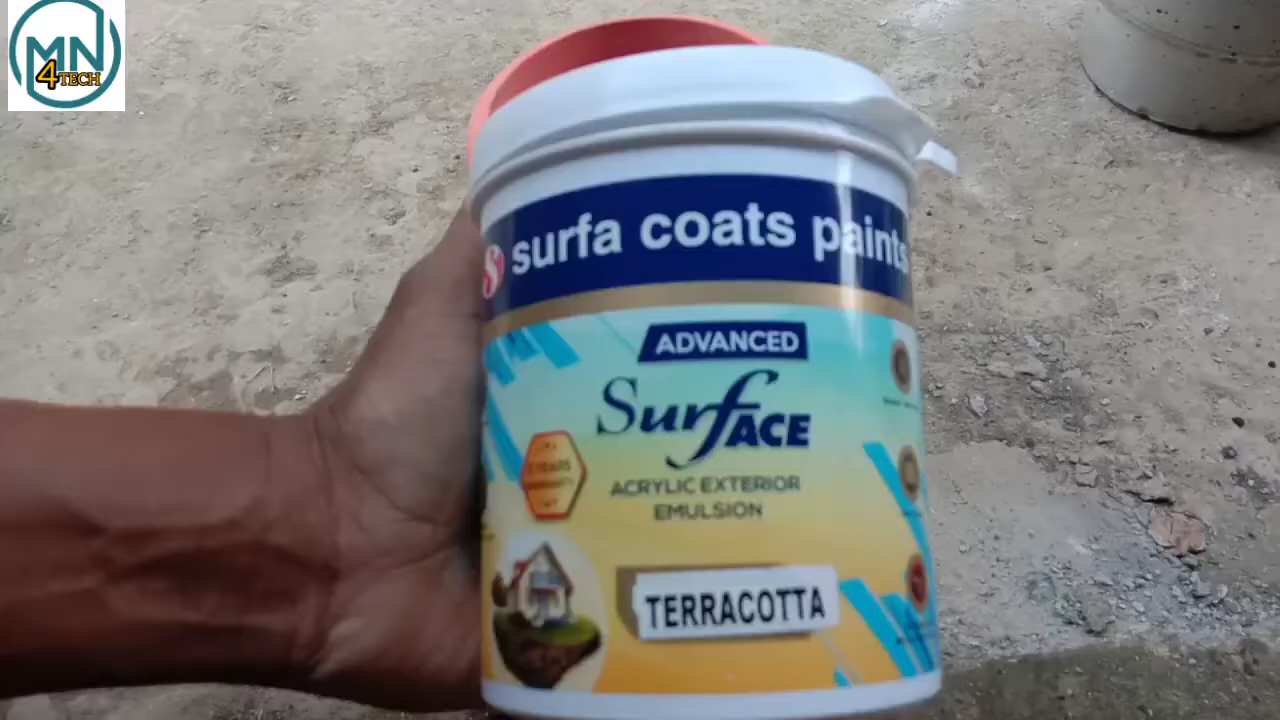 MN
4TECH
surfa coats paints
ADVANCED
SurfACE
ACRYLIC EXTERIOR
EMULSION
TERRACOTTA